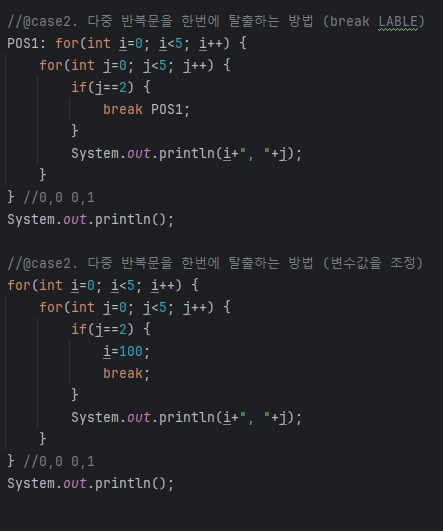 //@case2. 다중 반복문을 한번에 탈출하는 방법 (break LABLE)
POS1: for(int i=0; i<5; i++) {
    for(int j=0; j<5; j++) {
        if(j==2) {
            break POS1;
        }
        System.out.println(i+", "+j);
    }
} //0,0 0,1
System.out.println();

//@case2. 다중 반복문을 한번에 탈출하는 방법 (변수값을 조정)
for(int i=0; i<5; i++) {
    for(int j=0; j<5; j++) {
        if(j==2) {
            i=100;
            break;
        }
        System.out.println(i+", "+j);
    }
} //0,0 0,1
System.out.println();